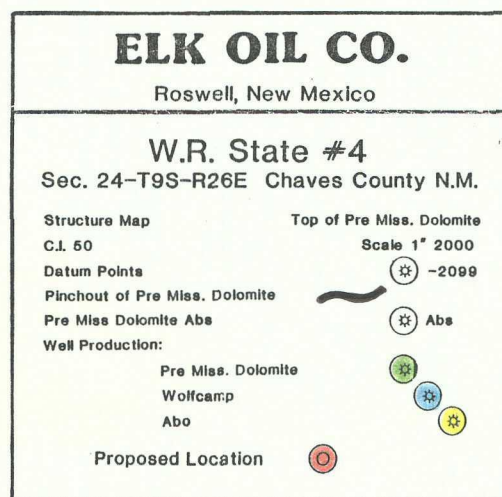 ELK OIL CO.
Roswell, New Mexico
W.R. State #4
Sec. 24-T9S-R26E Chaves County N.M.
Structure Map Top of Pre Miss. Dolomite
C.I. 50 Scale 1" 2000
Datum Points -2099
Pinchout of Pre Miss. Dolomite
Pre Miss Dolomite Abs Abs
Well Production:
Pre Miss. Dolomite
Wolfcamp
Abo
Proposed Location